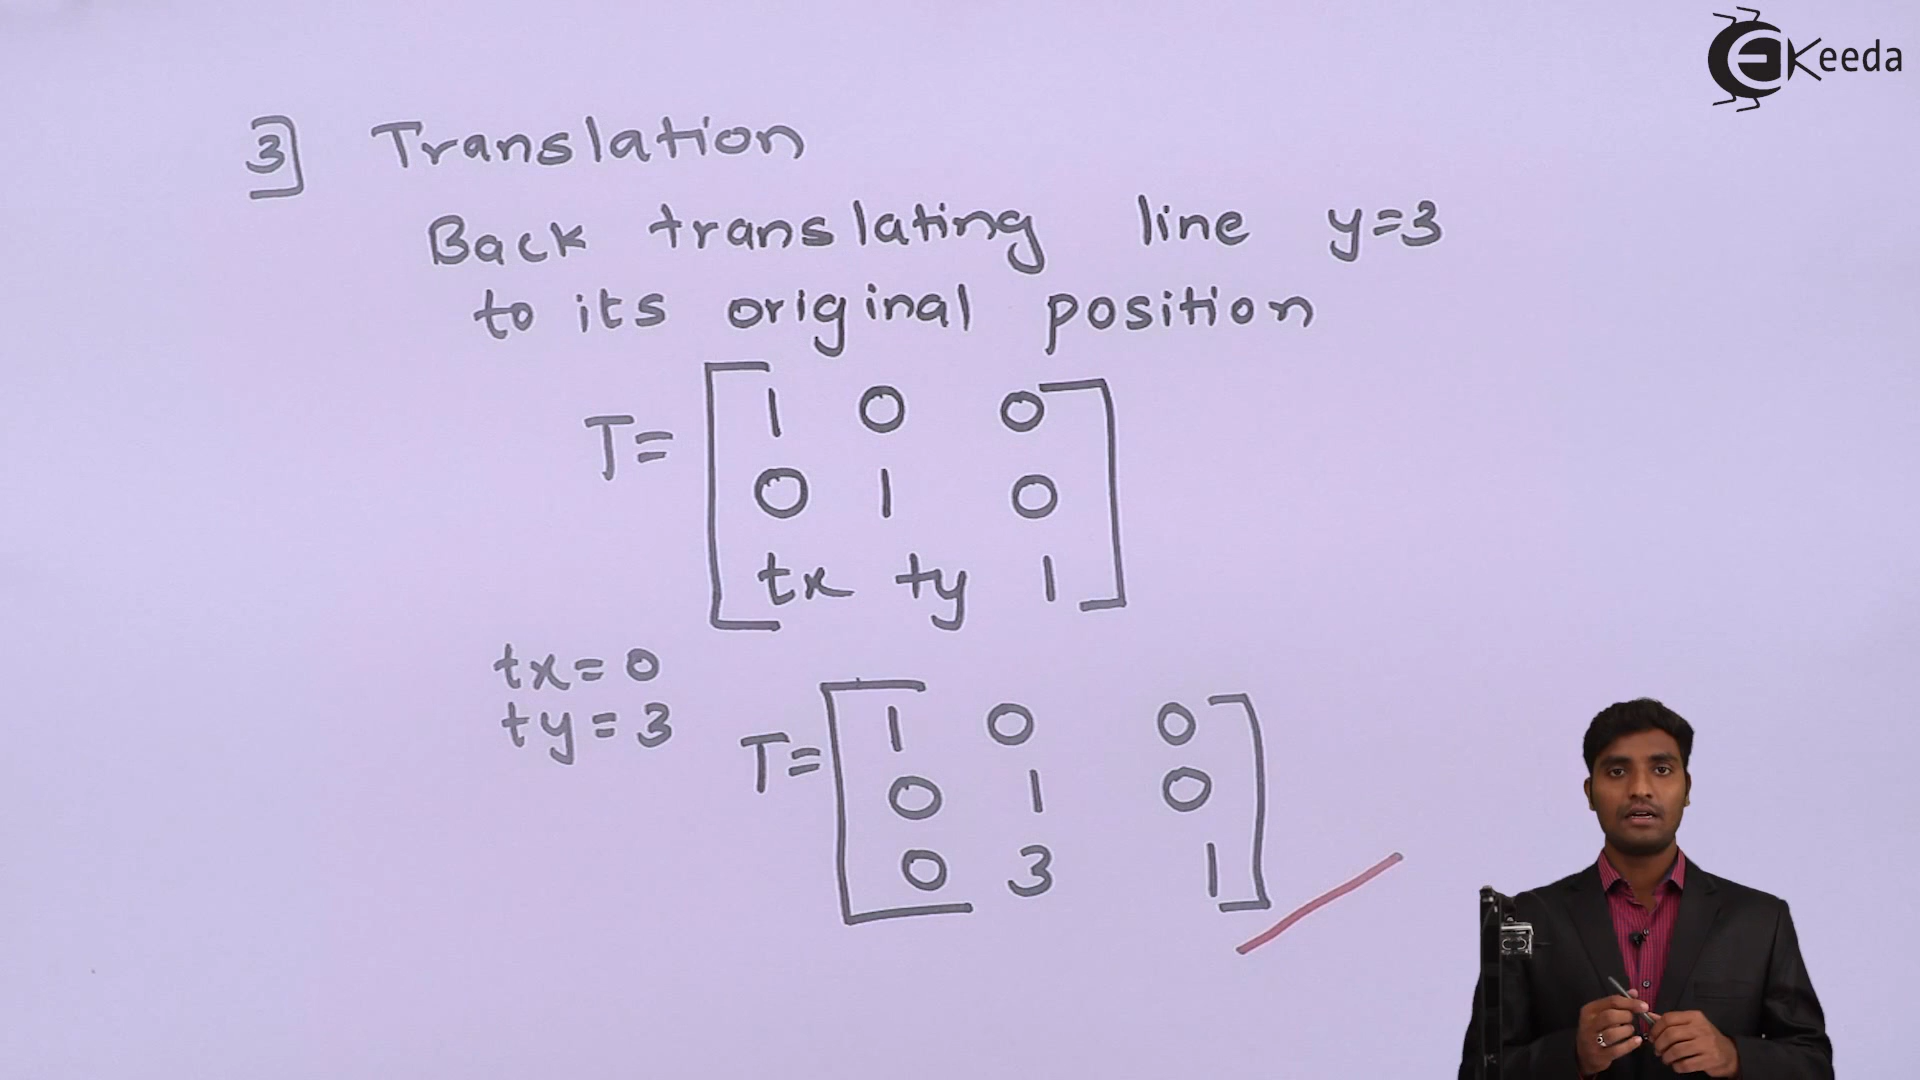 EKeeda
3] Translation
Back translating line y=3
to its original position
T= [ 1 0 0
0 1 0
tx ty 1 ]
tx = 0
ty = 3
T= [ 1 0 0
0 1 0
0 3 1 ]